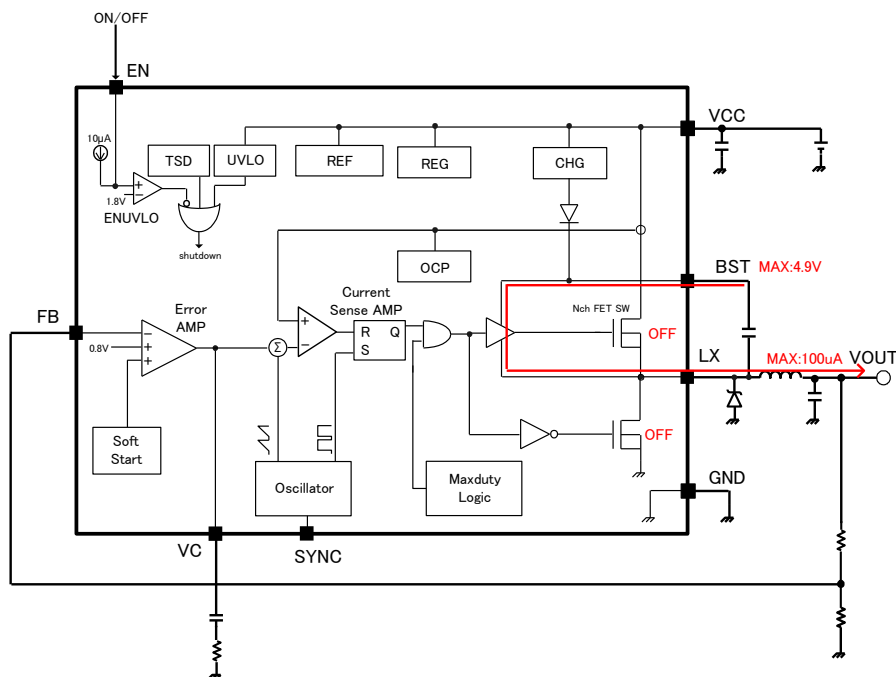 ON/OFF
EN
VCC
10μA
TSD
UVLO
REF
REG
CHG
1.8V
ENUVLO
shutdown
OCP
BST
MAX:4.9V
Current
Sense AMP
Error
AMP
Nch FET SW
FB
0.8V
Σ
R
Q
S
OFF
LX
MAX:100uA
VOUT
OFF
Soft
Start
Oscillator
Maxduty
Logic
GND
VC
SYNC